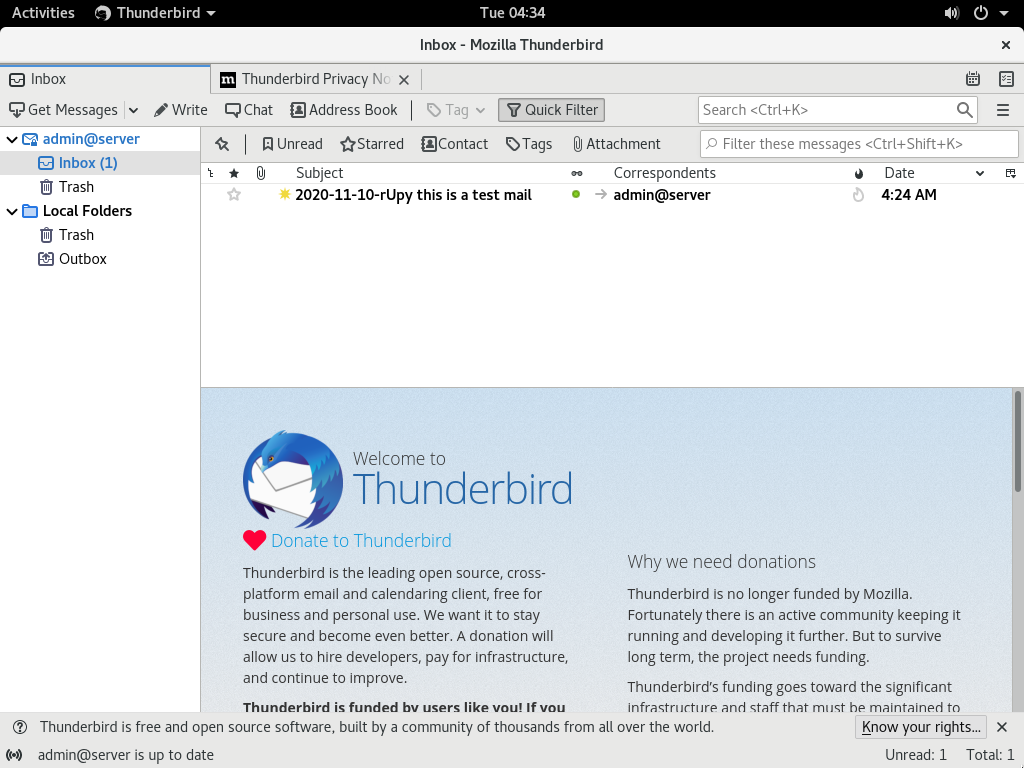 Activities Thunderbird Tue 04:34
Inbox - Mozilla Thunderbird
Inbox Thunderbird Privacy No
Get Messages Write Chat Address Book Tag Quick Filter Search <Ctrl+K>
admin@server Unread Starred Contact Tags Attachment Filter these messages <Ctrl+Shift+K>
Inbox (1) Subject Correspondents Date
Trash 2020-11-10-rUpy this is a test mail admin@server 4:24 AM
Local Folders
Trash
Outbox
Welcome to
Thunderbird
Donate to Thunderbird
Thunderbird is the leading open source, cross-
platform email and calendaring client, free for
business and personal use. We want it to stay
secure and become even better. A donation will
allow us to hire developers, pay for infrastructure,
and continue to improve.
Thunderbird is funded by users like you! If you
Why we need donations
Thunderbird is no longer funded by Mozilla.
Fortunately there is an active community keeping it
running and developing it further. But to survive
long term, the project needs funding.
Thunderbird's funding goes toward the significant
infrastructure and staff that must be maintained to
Thunderbird is free and open source software, built by a community of thousands from all over the world. Know your rights...
admin@server is up to date Unread: 1 Total: 1